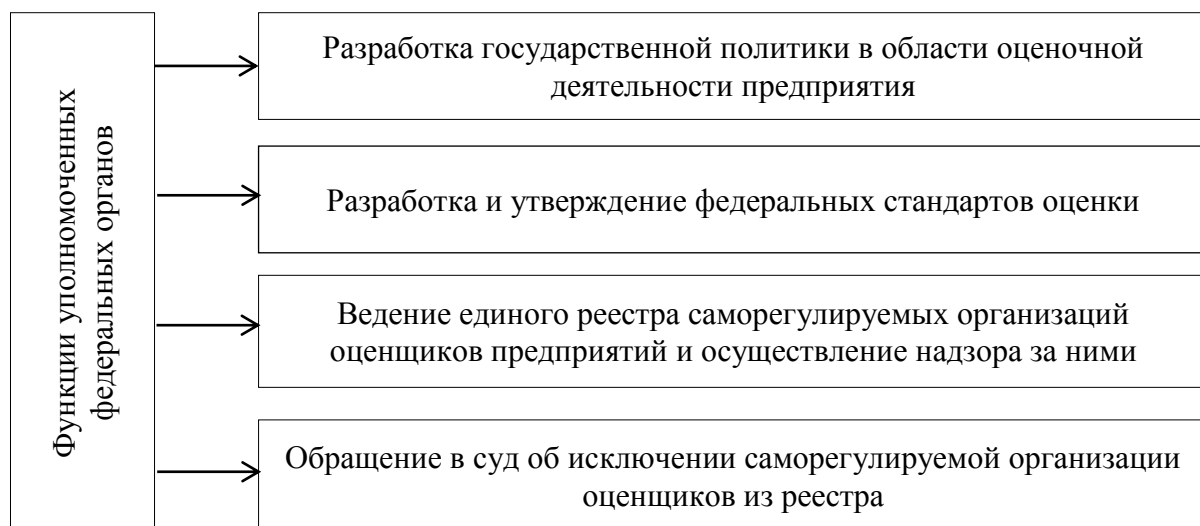 Функции уполномоченных
федеральных органов
Разработка государственной политики в области оценочной
деятельности предприятия
Разработка и утверждение федеральных стандартов оценки
Ведение единого реестра саморегулируемых организаций
оценщиков предприятий и осуществление надзора за ними
Обращение в суд об исключении саморегулируемой организации
оценщиков из реестра